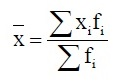 x̄ = ∑xᵢfᵢ / ∑fᵢ